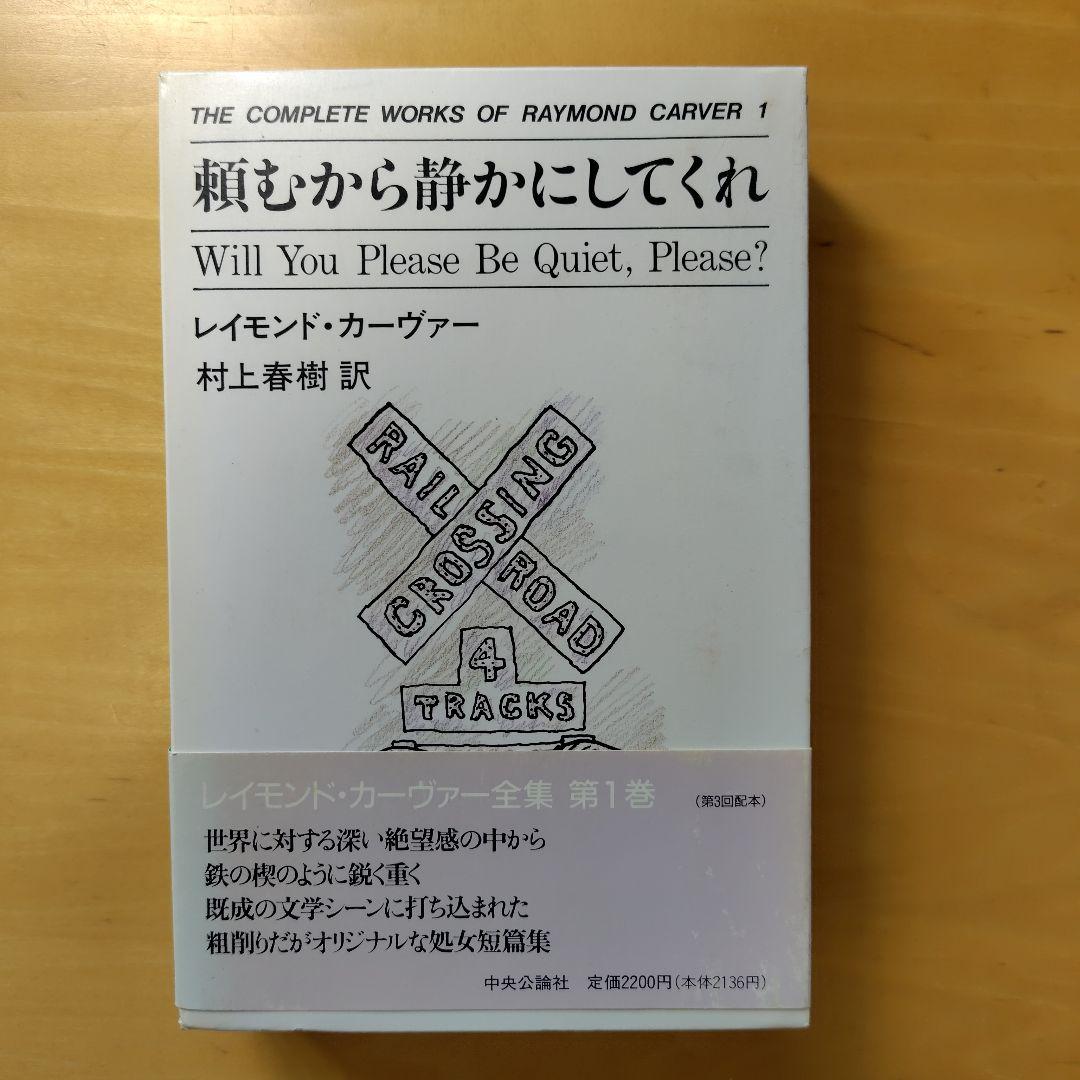 THE COMPLETE WORKS OF RAYMOND CARVER 1
頼むから静かにしてくれ
Will You Please Be Quiet, Please?
レイモンド・カーヴァー
村上春樹 訳
RAIL ROAD
CROSSING
4
TRACKS
レイモンド・カーヴァー全集 第1巻 (第3回配本)
世界に対する深い絶望感の中から
鉄の楔のように鋭く重く
既成の文学シーンに打ち込まれた
粗削りだがオリジナルな処女短篇集
中央公論社 定価2200円(本体2136円)